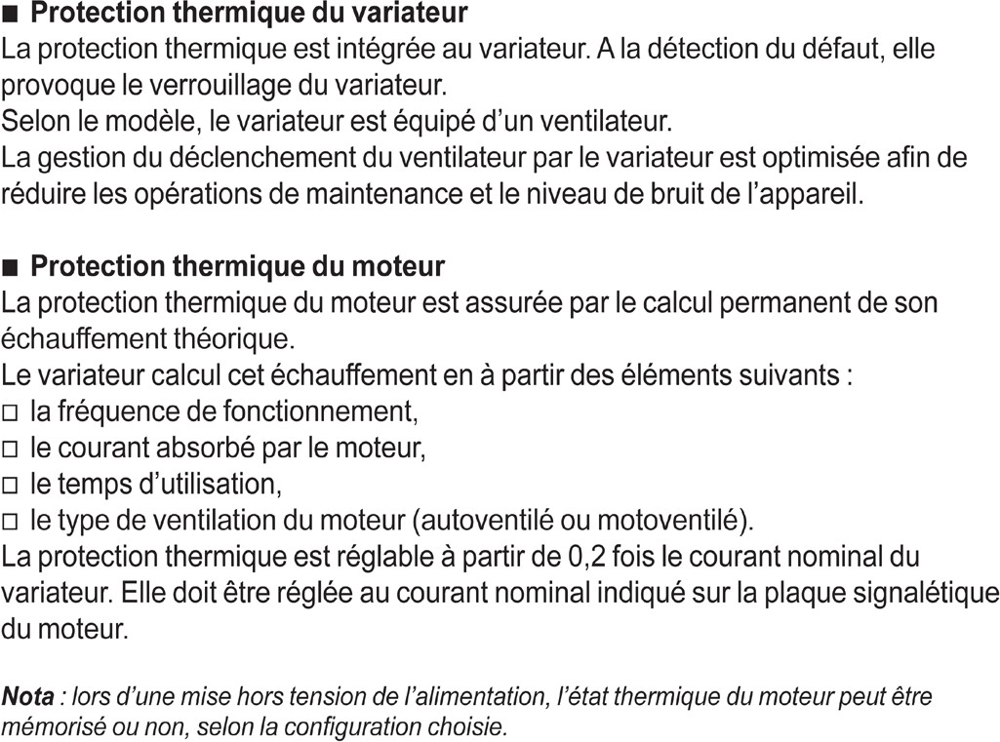 ■ Protection thermique du variateur
La protection thermique est intégrée au variateur. A la détection du défaut, elle
provoque le verrouillage du variateur.
Selon le modèle, le variateur est équipé d'un ventilateur.
La gestion du déclenchement du ventilateur par le variateur est optimisée afin de
réduire les opérations de maintenance et le niveau de bruit de l'appareil.
■ Protection thermique du moteur
La protection thermique du moteur est assurée par le calcul permanent de son
échauffement théorique.
Le variateur calcul cet échauffement en à partir des éléments suivants :
□ la fréquence de fonctionnement,
□ le courant absorbé par le moteur,
□ le temps d'utilisation,
□ le type de ventilation du moteur (autoventilé ou motoventilé).
La protection thermique est réglable à partir de 0,2 fois le courant nominal du
variateur. Elle doit être réglée au courant nominal indiqué sur la plaque signalétique
du moteur.
Nota : lors d'une mise hors tension de l'alimentation, l'état thermique du moteur peut être
mémorisé ou non, selon la configuration choisie.